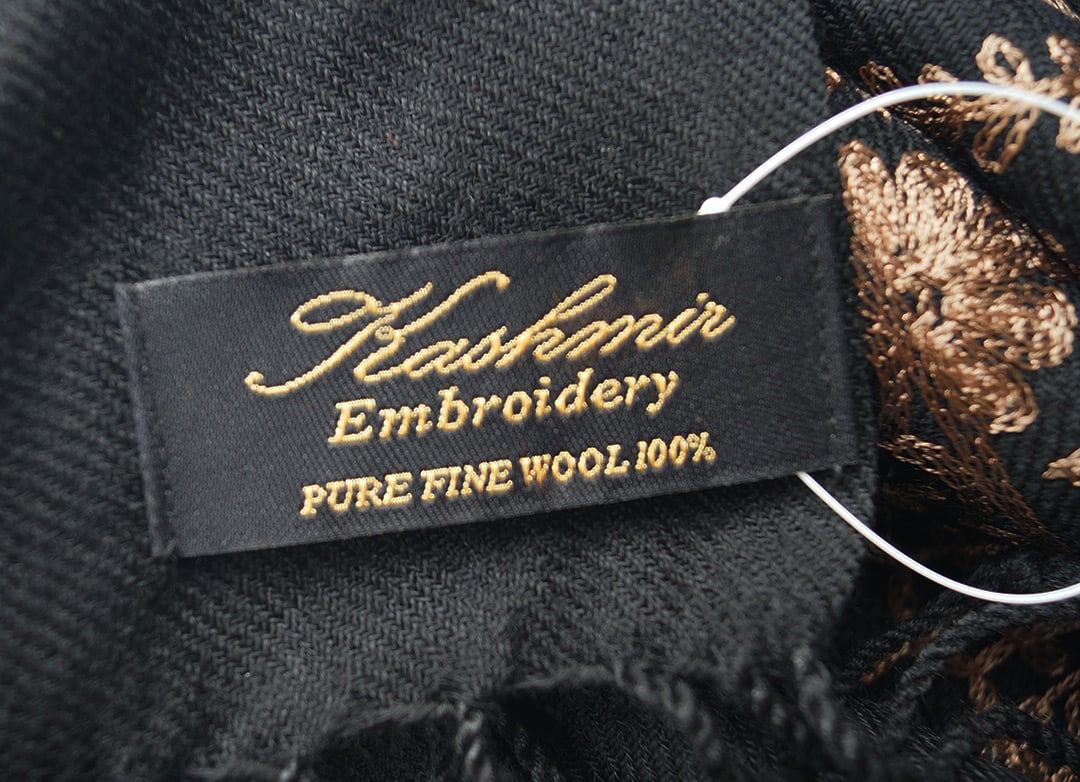 Kashmir
Embroidery
PURE FINE WOOL 100%